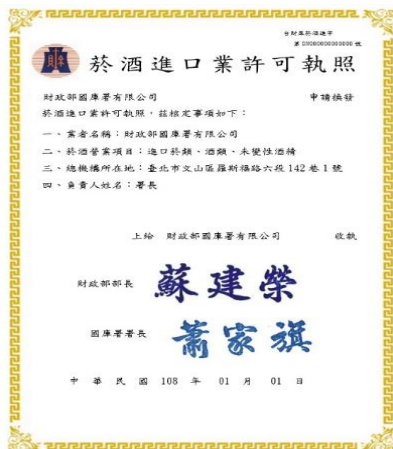 台財庫菸酒進字
第 00000000000000 號
財
菸酒進口業許可執照
財政部國庫署有限公司 申請換發
菸酒進口業許可執照,茲核定事項如下:
一、業者名稱:財政部國庫署有限公司
二、菸酒營業項目:進口菸類、酒類、未變性酒精
三、總機構所在地:臺北市文山區羅斯福路六段 142 巷 1 號
四、負責人姓名:署長
上給 財政部國庫署有限公司 收執
財政部部長 蘇建榮
國庫署署長 蕭家旗
中華民國 108 年 01 月 01 日